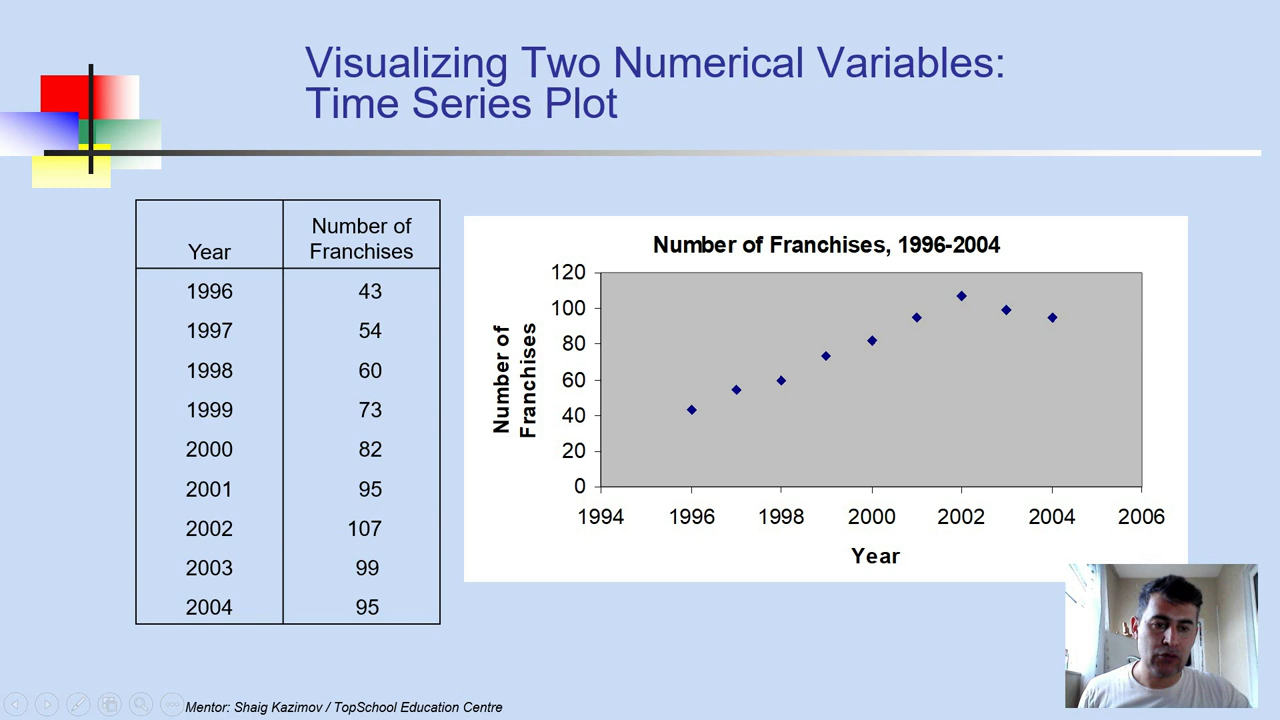 Visualizing Two Numerical Variables:
Time Series Plot
Year Number of
Franchises
1996 43
1997 54
1998 60
1999 73
2000 82
2001 95
2002 107
2003 99
2004 95
Number of Franchises, 1996-2004
Number of
Franchises
120
100
80
60
40
20
0
1994 1996 1998 2000 2002 2004 2006
Year
Mentor: Shaig Kazimov / TopSchool Education Centre